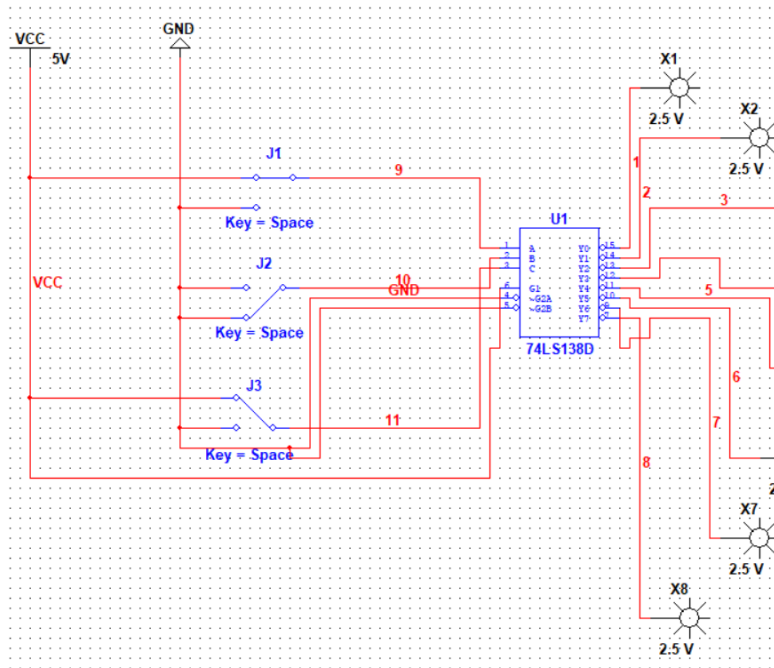 VCC
5V
GND
X1
2.5 V
X2
2.5 V
J1
9
Key = Space
1
2
3
U1
J2
10
GND
Key = Space
VCC
1
2
3
6
4
5
A
B
C
G1
~G2A
~G2B
Y0
Y1
Y2
Y3
Y4
Y5
Y6
Y7
15
14
13
12
11
10
9
7
74LS138D
5
6
7
8
J3
11
Key = Space
2
X7
2.5 V
X8
2.5 V